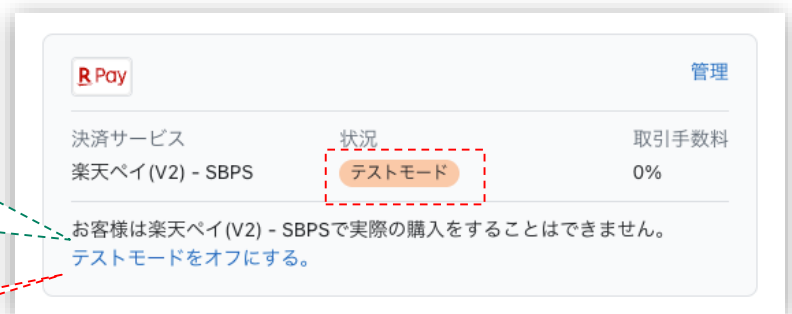 R Pay
管理
決済サービス 状況 取引手数料
楽天ペイ(V2) - SBPS テストモード 0%
お客様は楽天ペイ(V2) - SBPSで実際の購入をすることはできません。
テストモードをオフにする。